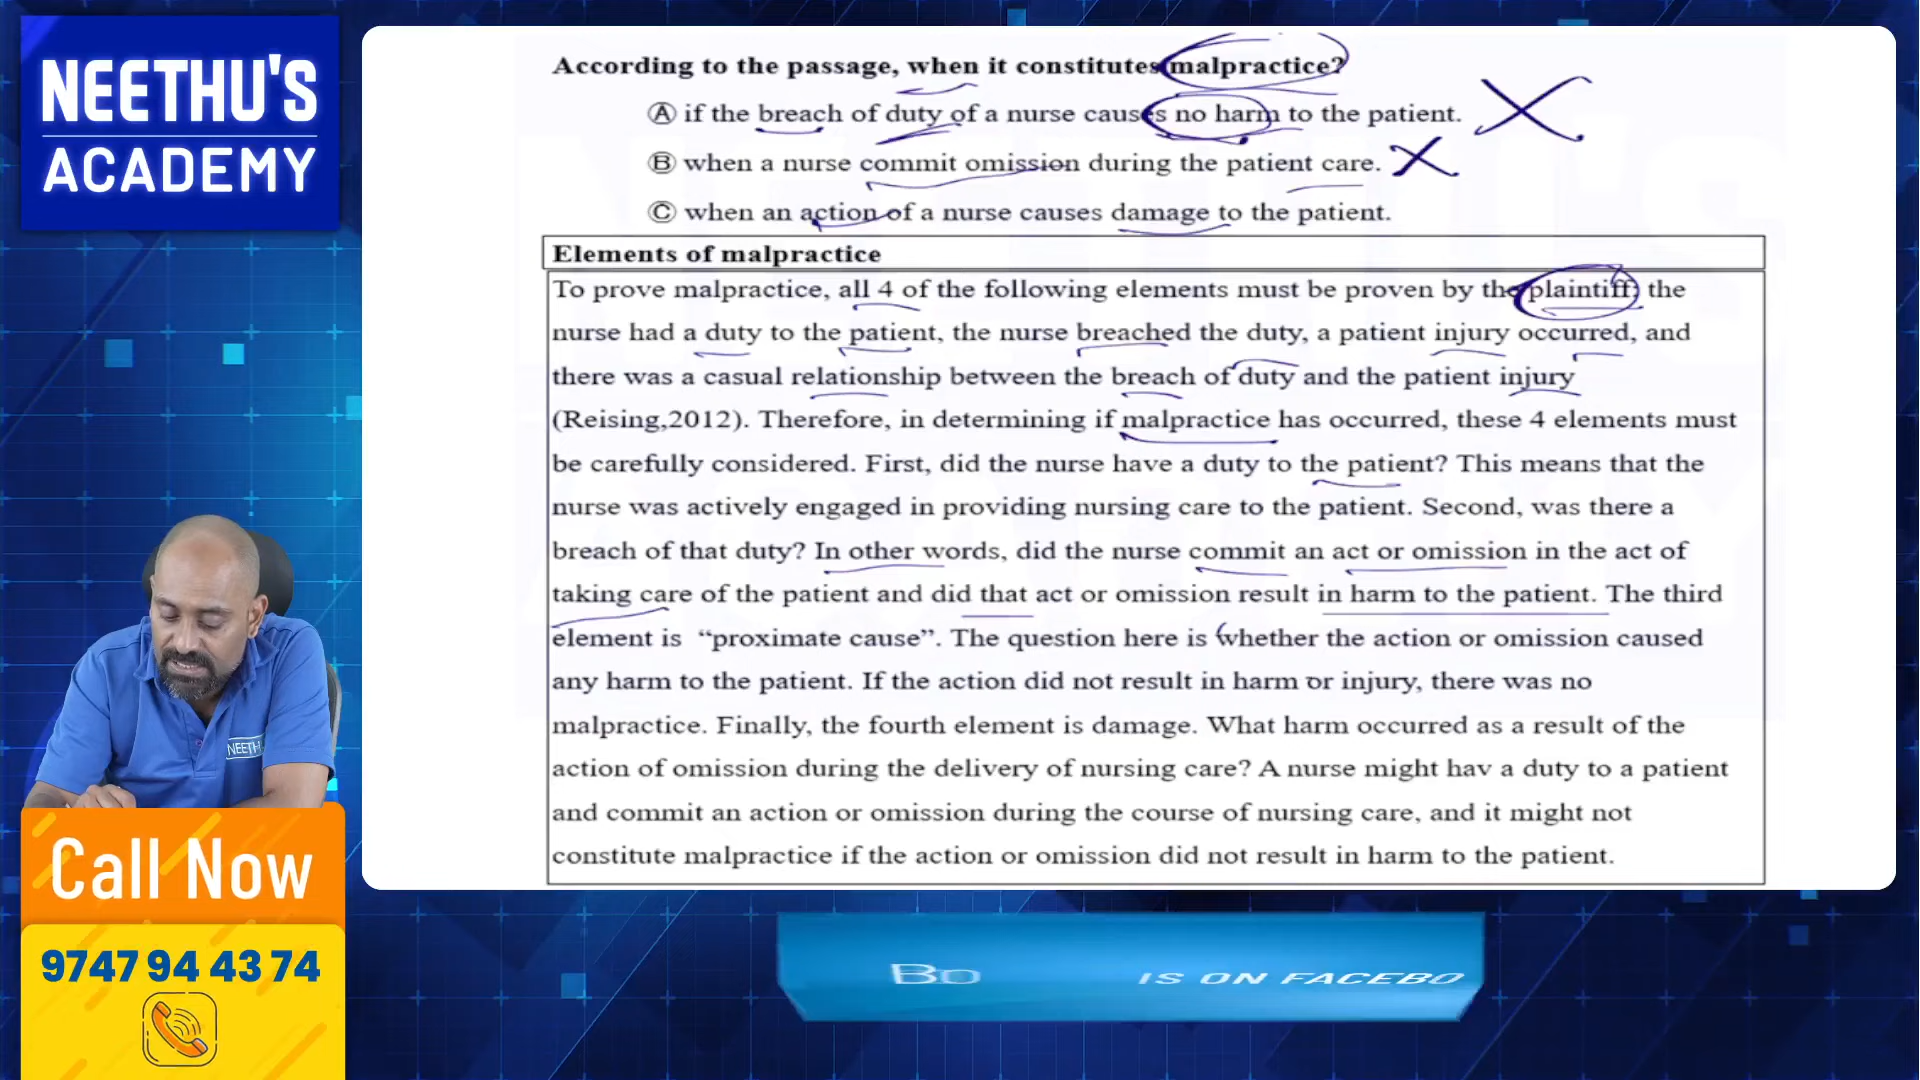 NEETHU'S
ACADEMY
According to the passage, when it constitutes malpractice?
Ⓐ if the breach of duty of a nurse causes no harm to the patient.
Ⓑ when a nurse commit omission during the patient care.
Ⓒ when an action of a nurse causes damage to the patient.
Elements of malpractice
To prove malpractice, all 4 of the following elements must be proven by the plaintiff: the
nurse had a duty to the patient, the nurse breached the duty, a patient injury occurred, and
there was a casual relationship between the breach of duty and the patient injury
(Reising,2012). Therefore, in determining if malpractice has occurred, these 4 elements must
be carefully considered. First, did the nurse have a duty to the patient? This means that the
nurse was actively engaged in providing nursing care to the patient. Second, was there a
breach of that duty? In other words, did the nurse commit an act or omission in the act of
taking care of the patient and did that act or omission result in harm to the patient. The third
element is “proximate cause”. The question here is whether the action or omission caused
any harm to the patient. If the action did not result in harm or injury, there was no
malpractice. Finally, the fourth element is damage. What harm occurred as a result of the
action of omission during the delivery of nursing care? A nurse might hav a duty to a patient
and commit an action or omission during the course of nursing care, and it might not
constitute malpractice if the action or omission did not result in harm to the patient.
NEETH
Call Now
9747 94 43 74
IS ON FACEBO